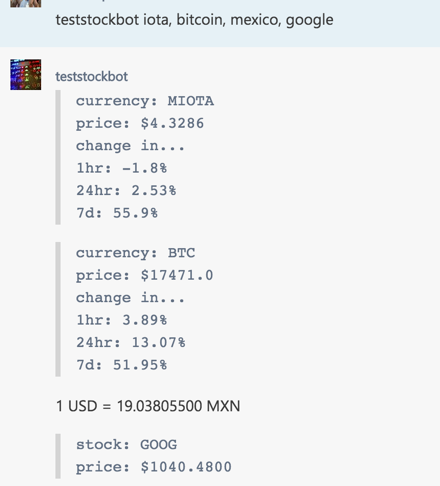 teststockbot iota, bitcoin, mexico, google
teststockbot
currency: MIOTA
price: $4.3286
change in...
1hr: -1.8%
24hr: 2.53%
7d: 55.9%
currency: BTC
price: $17471.0
change in...
1hr: 3.89%
24hr: 13.07%
7d: 51.95%
1 USD = 19.03805500 MXN
stock: GOOG
price: $1040.4800